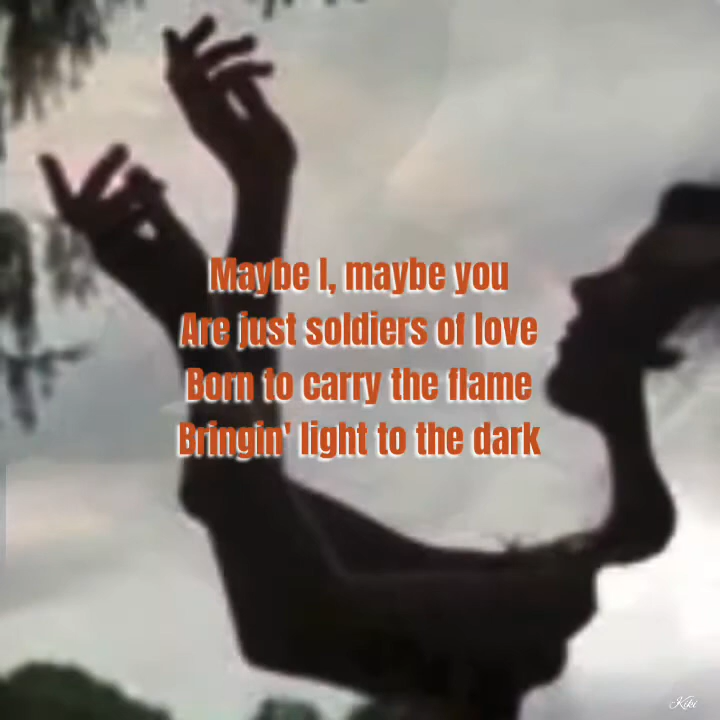 Maybe I, maybe you
Are just soldiers of love
Born to carry the flame
Bringin' light to the dark
Kiki